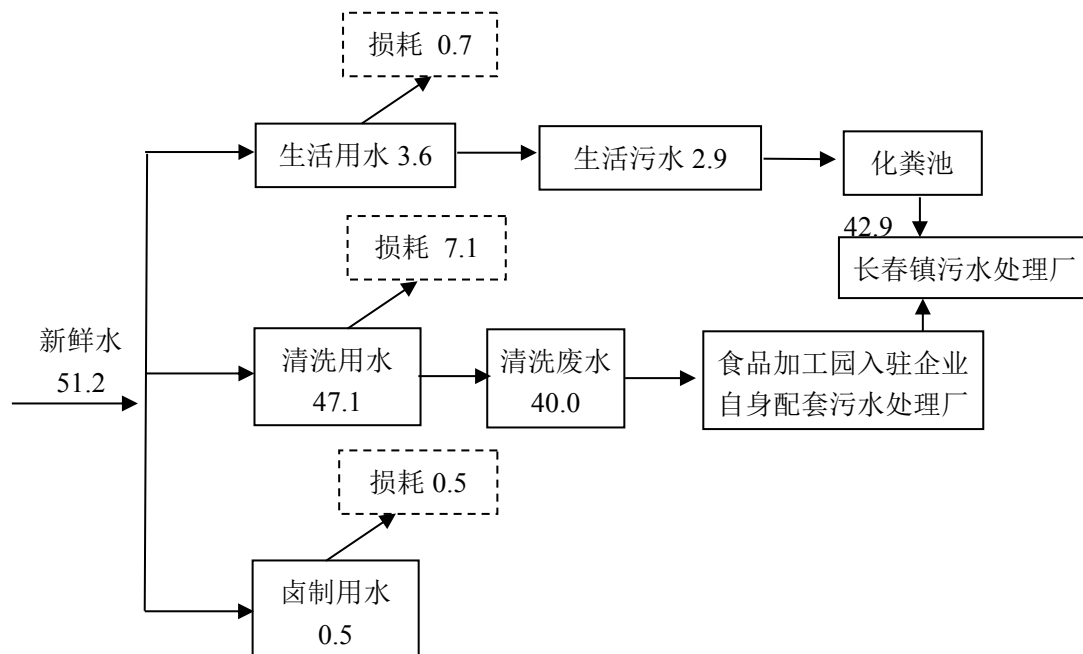 损耗 0.7
生活用水 3.6
生活污水 2.9
化粪池
42.9
长春镇污水处理厂
损耗 7.1
新鲜水
51.2
清洗用水
47.1
清洗废水
40.0
食品加工园入驻企业
自身配套污水处理厂
损耗 0.5
卤制用水
0.5